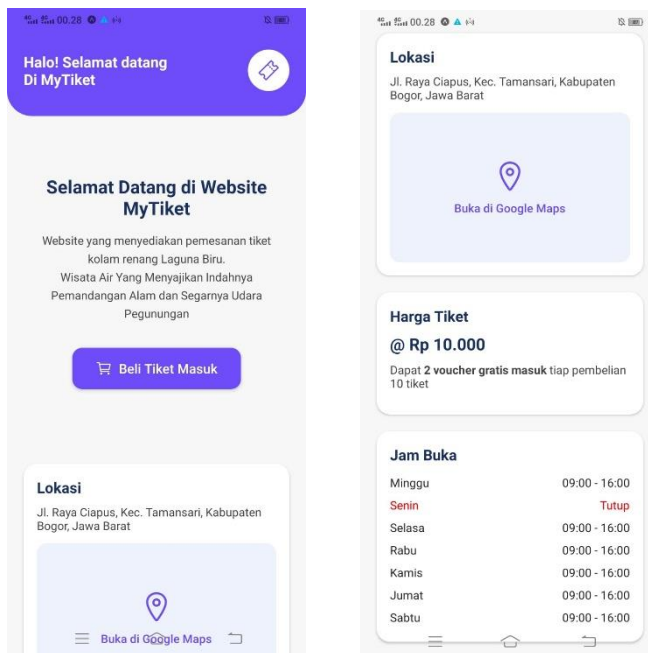 00.28
Halo! Selamat datang
Di MyTiket
Selamat Datang di Website
MyTiket
Website yang menyediakan pemesanan tiket
kolam renang Laguna Biru.
Wisata Air Yang Menyajikan Indahnya
Pemandangan Alam dan Segarnya Udara
Pegunungan
Beli Tiket Masuk
Lokasi
Jl. Raya Ciapus, Kec. Tamansari, Kabupaten
Bogor, Jawa Barat
Buka di Google Maps
00.28
Lokasi
Jl. Raya Ciapus, Kec. Tamansari, Kabupaten
Bogor, Jawa Barat
Buka di Google Maps
Harga Tiket
@ Rp 10.000
Dapat 2 voucher gratis masuk tiap pembelian
10 tiket
Jam Buka
Minggu 09:00 - 16:00
Senin Tutup
Selasa 09:00 - 16:00
Rabu 09:00 - 16:00
Kamis 09:00 - 16:00
Jumat 09:00 - 16:00
Sabtu 09:00 - 16:00